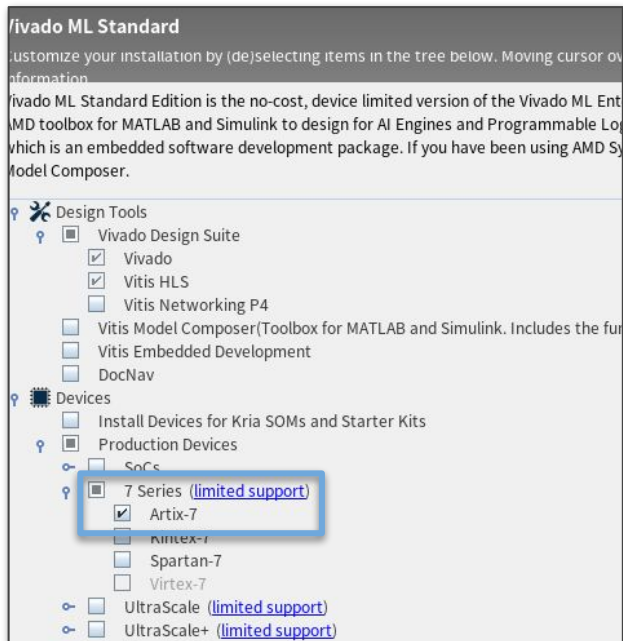 ivado ML Standard
ustomize your installation by (de)selecting items in the tree below. Moving cursor ov
nformation
ivado ML Standard Edition is the no-cost, device limited version of the Vivado ML Ent
AMD toolbox for MATLAB and Simulink to design for AI Engines and Programmable Log
which is an embedded software development package. If you have been using AMD Sy
Model Composer.
Design Tools
Vivado Design Suite
Vivado
Vitis HLS
Vitis Networking P4
Vitis Model Composer(Toolbox for MATLAB and Simulink. Includes the fun
Vitis Embedded Development
DocNav
Devices
Install Devices for Kria SOMs and Starter Kits
Production Devices
SoCs
7 Series (limited support)
Artix-7
Kintex-7
Spartan-7
Virtex-7
UltraScale (limited support)
UltraScale+ (limited support)